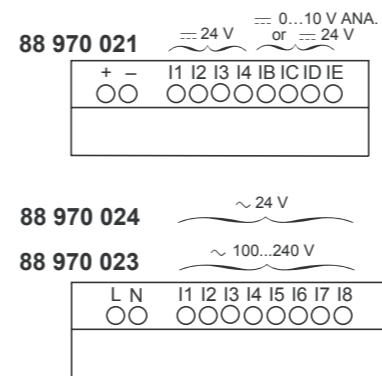 ⎓ 0...10 V ANA.
88 970 021 ⎓ 24 V or ⎓ 24 V
+ – I1 I2 I3 I4 IB IC ID IE
88 970 024 ∼ 24 V
88 970 023 ∼ 100...240 V
L N I1 I2 I3 I4 I5 I6 I7 I8